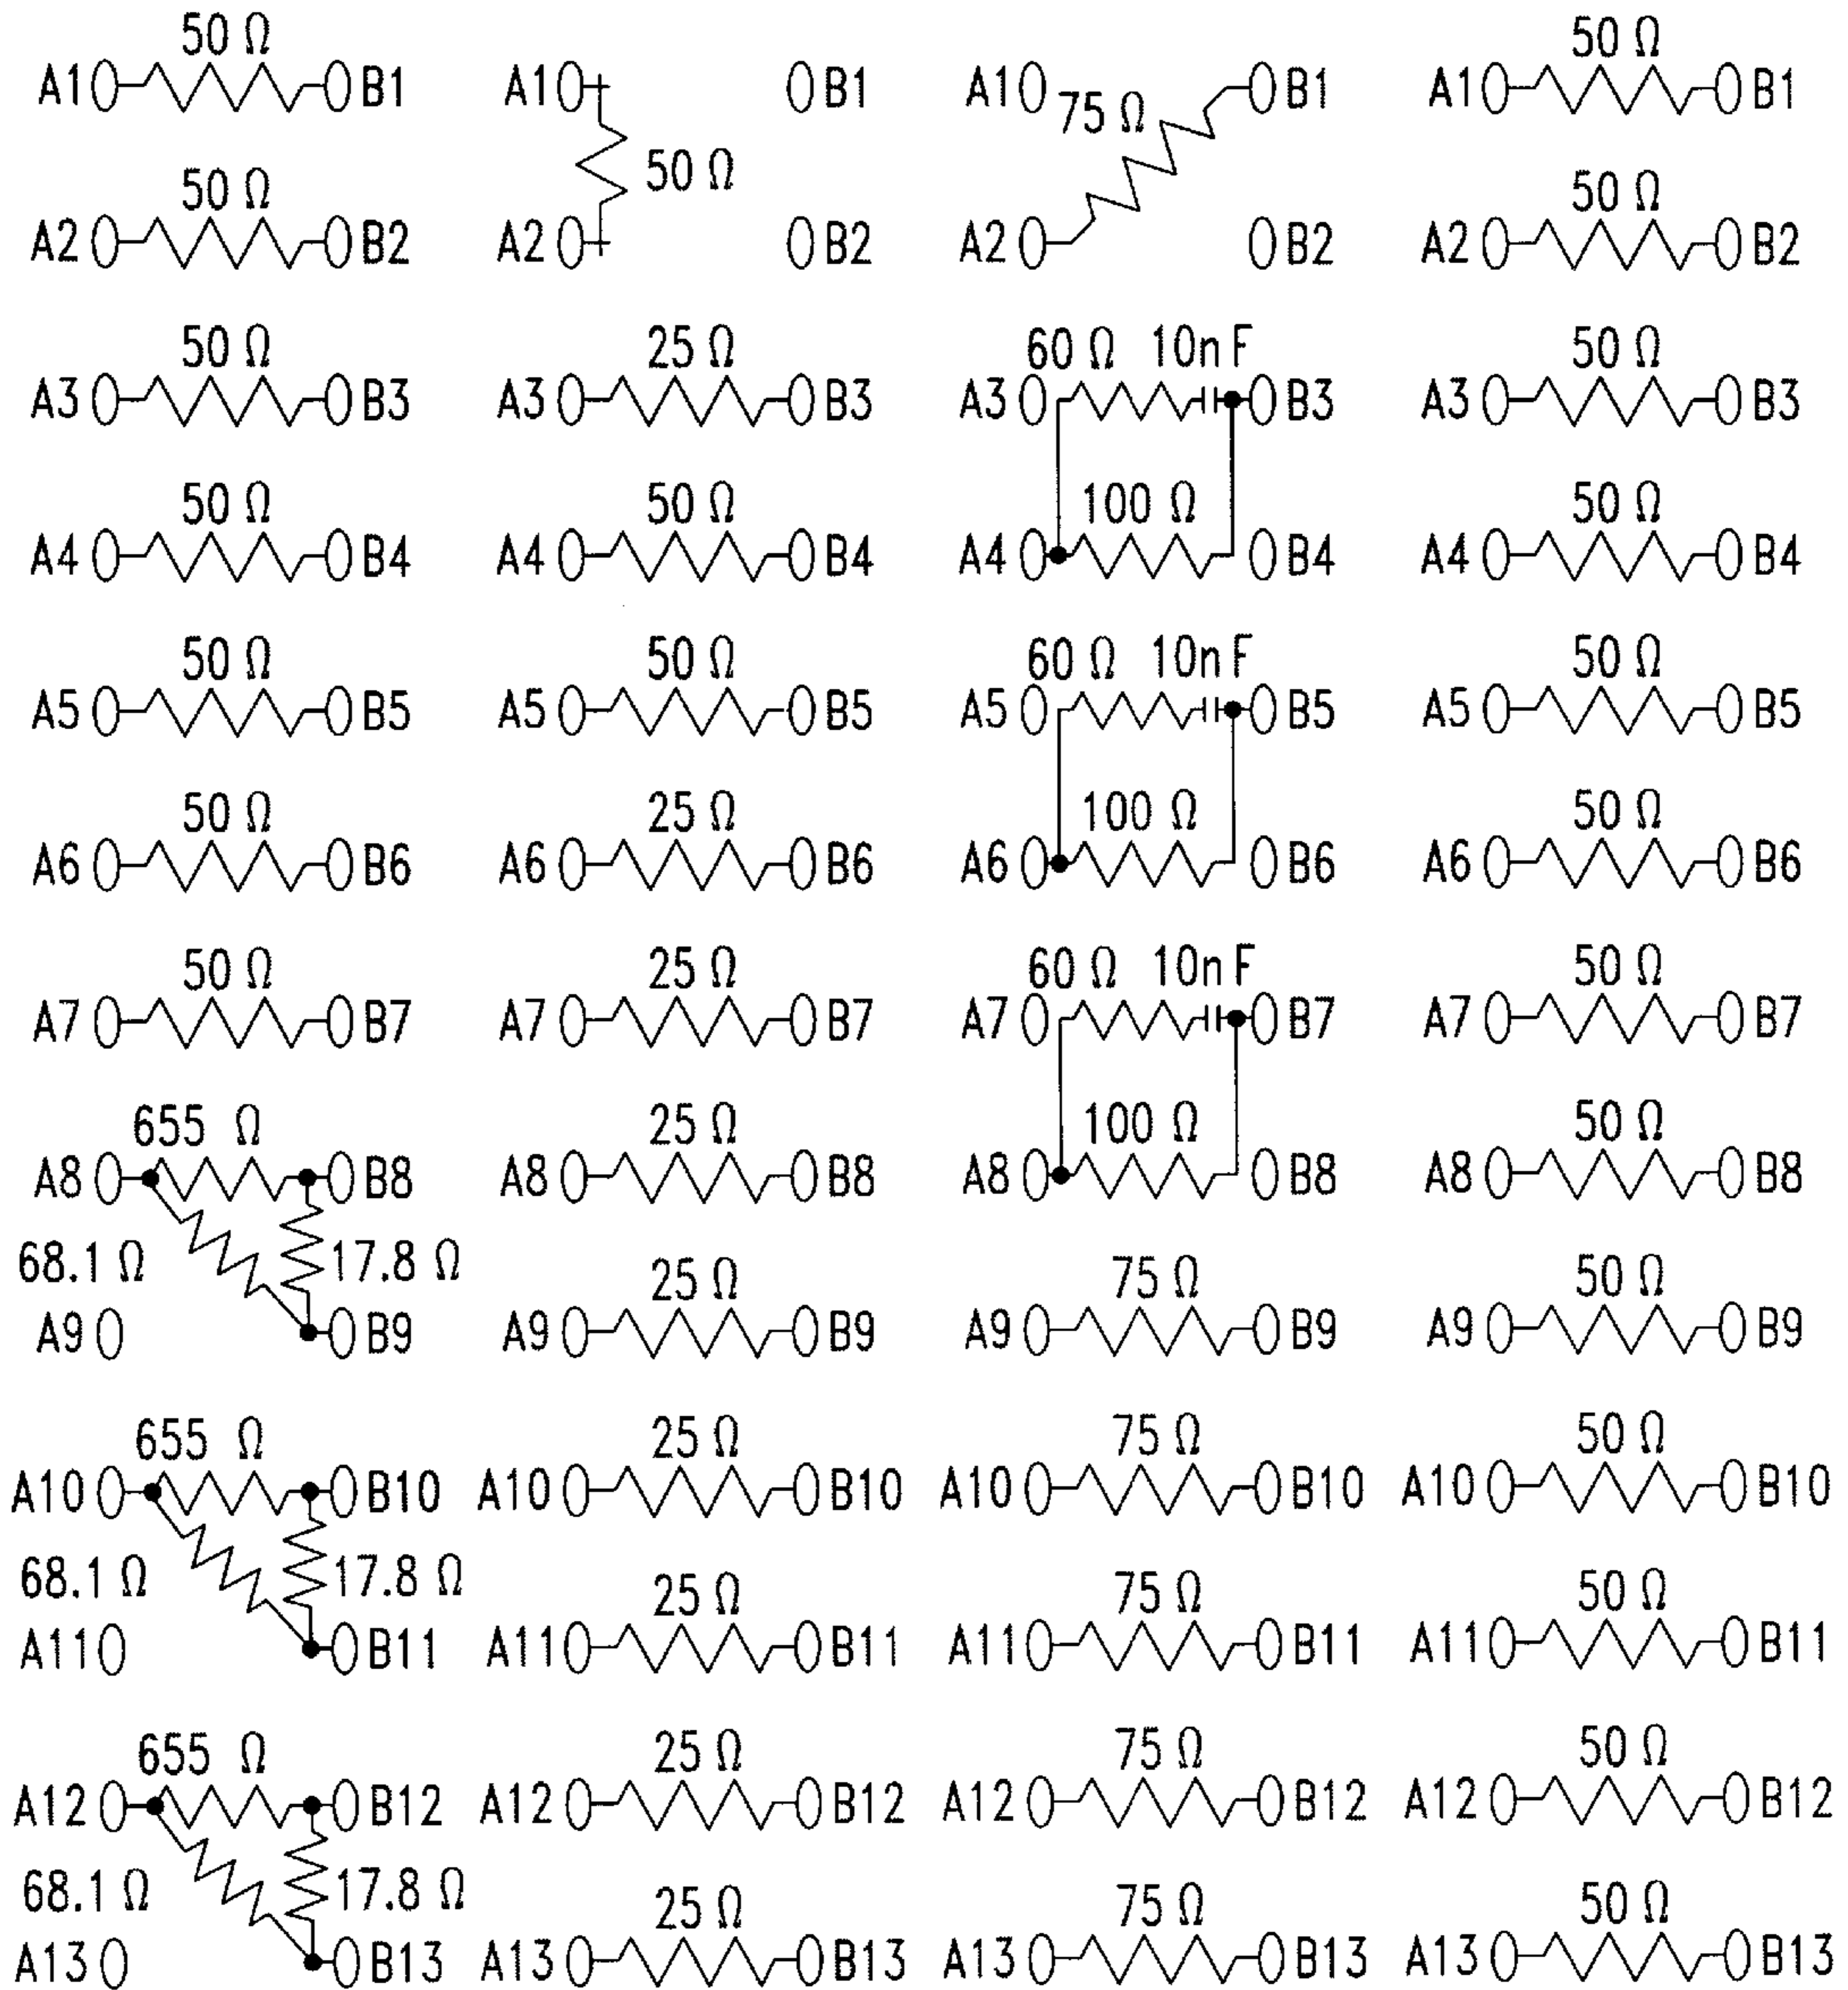 50 Ω 50 Ω
A1 B1 A1 B1 A1 75 Ω B1 A1 B1
50 Ω 50 Ω 50 Ω
A2 B2 A2 B2 A2 B2 A2 B2
50 Ω 25 Ω 60 Ω 10nF 50 Ω
A3 B3 A3 B3 A3 B3 A3 B3
50 Ω 50 Ω 100 Ω 50 Ω
A4 B4 A4 B4 A4 B4 A4 B4
50 Ω 50 Ω 60 Ω 10nF 50 Ω
A5 B5 A5 B5 A5 B5 A5 B5
50 Ω 25 Ω 100 Ω 50 Ω
A6 B6 A6 B6 A6 B6 A6 B6
50 Ω 25 Ω 60 Ω 10nF 50 Ω
A7 B7 A7 B7 A7 B7 A7 B7
655 Ω 25 Ω 100 Ω 50 Ω
A8 B8 A8 B8 A8 B8 A8 B8
68.1 Ω 17.8 Ω 25 Ω 75 Ω 50 Ω
A9 B9 A9 B9 A9 B9 A9 B9
655 Ω 25 Ω 75 Ω 50 Ω
A10 B10 A10 B10 A10 B10 A10 B10
68.1 Ω 17.8 Ω 25 Ω 75 Ω 50 Ω
A11 B11 A11 B11 A11 B11 A11 B11
655 Ω 25 Ω 75 Ω 50 Ω
A12 B12 A12 B12 A12 B12 A12 B12
68.1 Ω 17.8 Ω 25 Ω 75 Ω 50 Ω
A13 B13 A13 B13 A13 B13 A13 B13